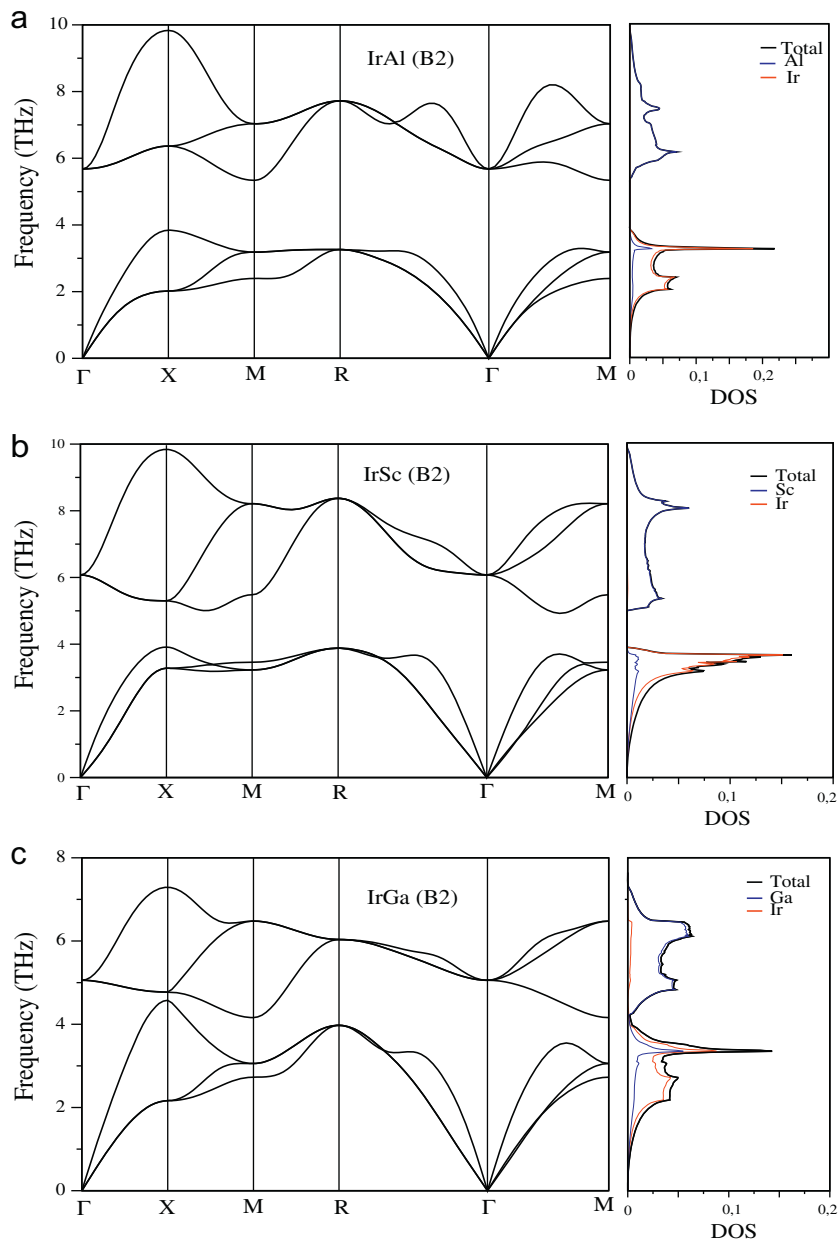 a
10
8
6
4
2
0
Frequency (THz)
IrAl (B2)
Γ X M R Γ M
Total
Al
Ir
0 0,1 0,2
DOS
b
10
8
6
4
2
0
Frequency (THz)
IrSc (B2)
Γ X M R Γ M
Total
Sc
Ir
0 0,1 0,2
DOS
c
8
6
4
2
0
Frequency (THz)
IrGa (B2)
Γ X M R Γ M
Total
Ga
Ir
0 0,1 0,2
DOS